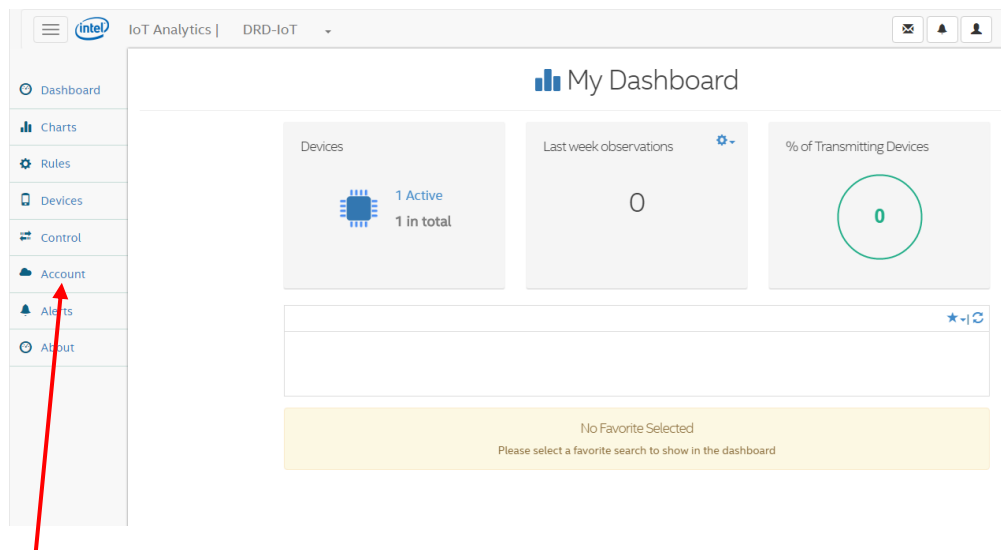 intel IoT Analytics | DRD-IoT
Dashboard
Charts
Rules
Devices
Control
Account
Alerts
About
My Dashboard
Devices
1 Active
1 in total
Last week observations
0
% of Transmitting Devices
0
|
No Favorite Selected
Please select a favorite search to show in the dashboard